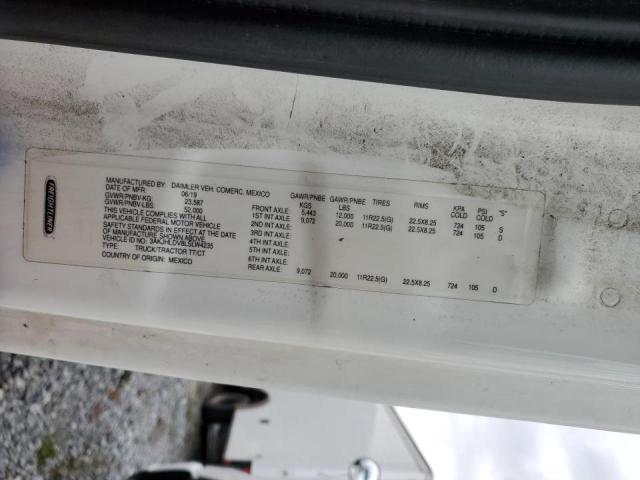 FREIGHTLINER
MANUFACTURED BY: DAIMLER VEH. COMERC. MEXICO
DATE OF MFR: 06/19
GVWR/PNBV-KG: 23,587
GVWR/PNBV-LBS: 52,000
THIS VEHICLE COMPLIES WITH ALL
APPLICABLE FEDERAL MOTOR VEHICLE
SAFETY STANDARDS IN EFFECT AT THE DATE
OF MANUFACTURE SHOWN ABOVE.
VEHICLE ID NO: 3AKJHLDV8LSLW4235
TYPE: TRUCK/TRACTOR TT/CT
COUNTRY OF ORIGIN: MEXICO
GAWR/PNBE KGS GAWR/PNBE LBS TIRES RIMS KPA COLD PSI COLD "S"
FRONT AXLE: 5,443 12,000 11R22.5(G) 22.5X8.25 724 105 S
1ST INT AXLE: 9,072 20,000 11R22.5(G) 22.5X8.25 724 105 D
2ND INT AXLE:
3RD INT AXLE:
4TH INT AXLE:
5TH INT AXLE:
6TH INT AXLE:
REAR AXLE: 9,072 20,000 11R22.5(G) 22.5X8.25 724 105 D